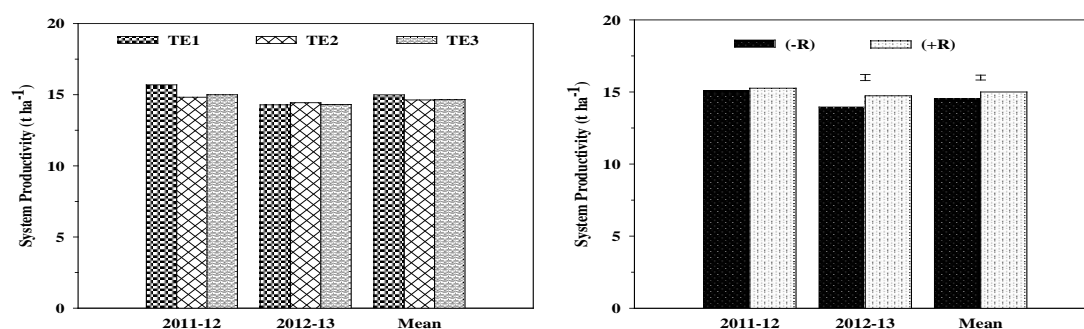 20
TE1 TE2 TE3
15
10
5
0
System Productivity (t ha-1)
2011-12 2012-13 Mean
20
(-R) (+R)
15
10
5
0
System Productivity (t ha-1)
2011-12 2012-13 Mean